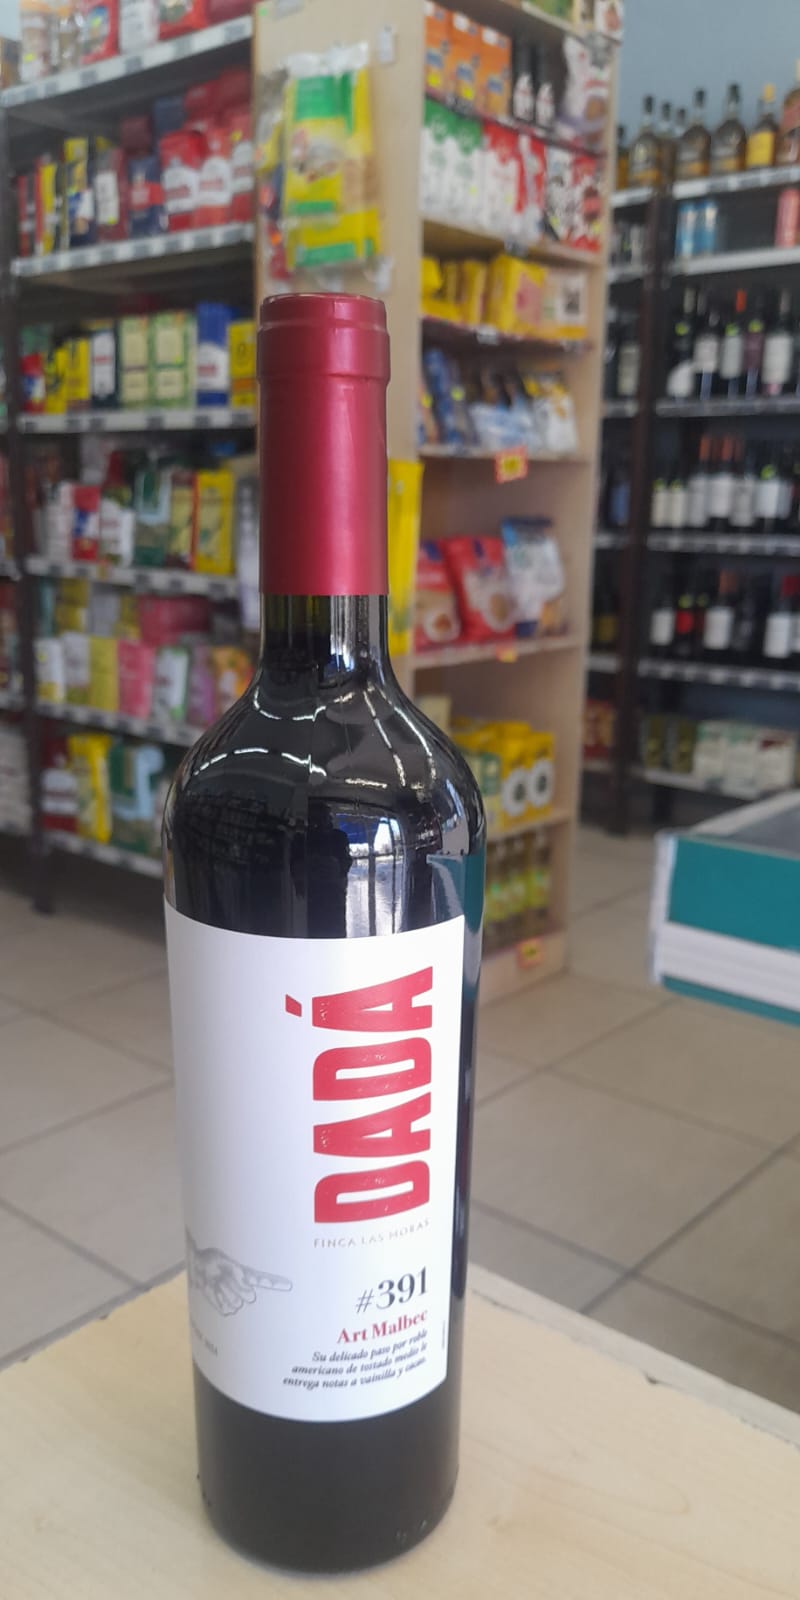 DADÁ
FINCA LAS MORAS
#391
Art Malbec
Su delicado paso por roble
americano de tostado medio le
entrega notas a vainilla y cacao.